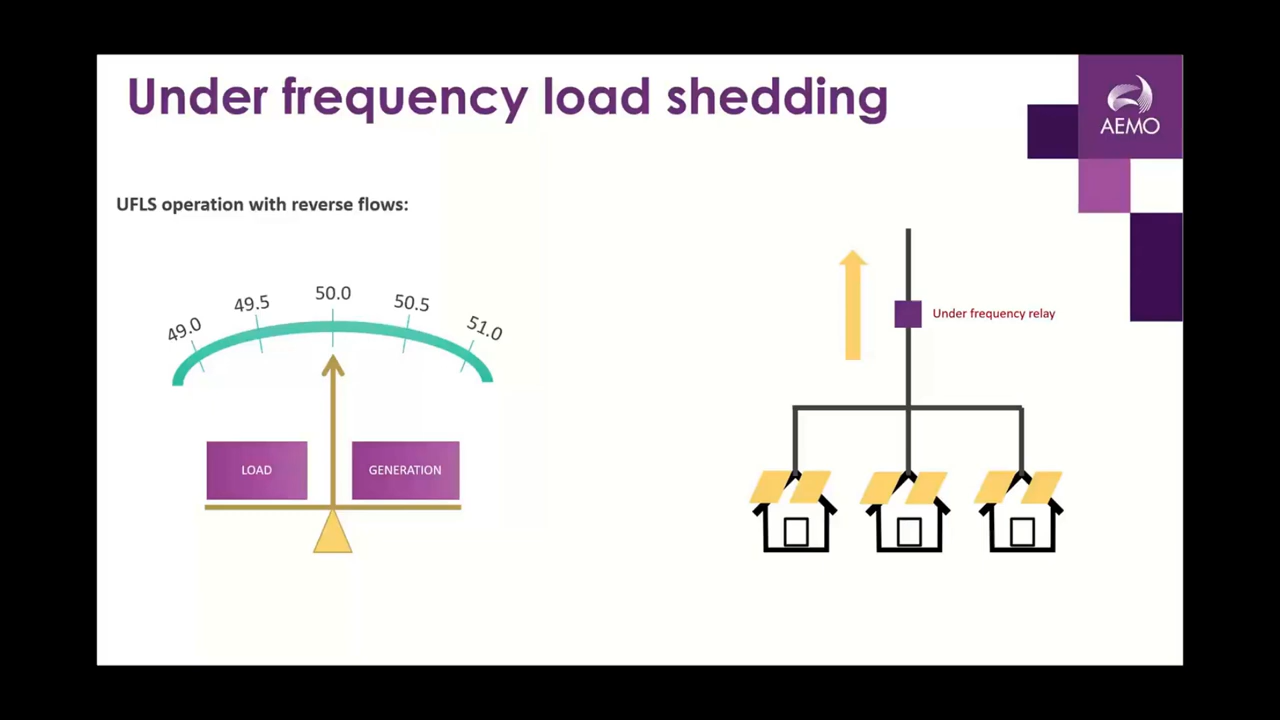 Under frequency load shedding
AEMO
UFLS operation with reverse flows:
49.0
49.5
50.0
50.5
51.0
LOAD
GENERATION
Under frequency relay